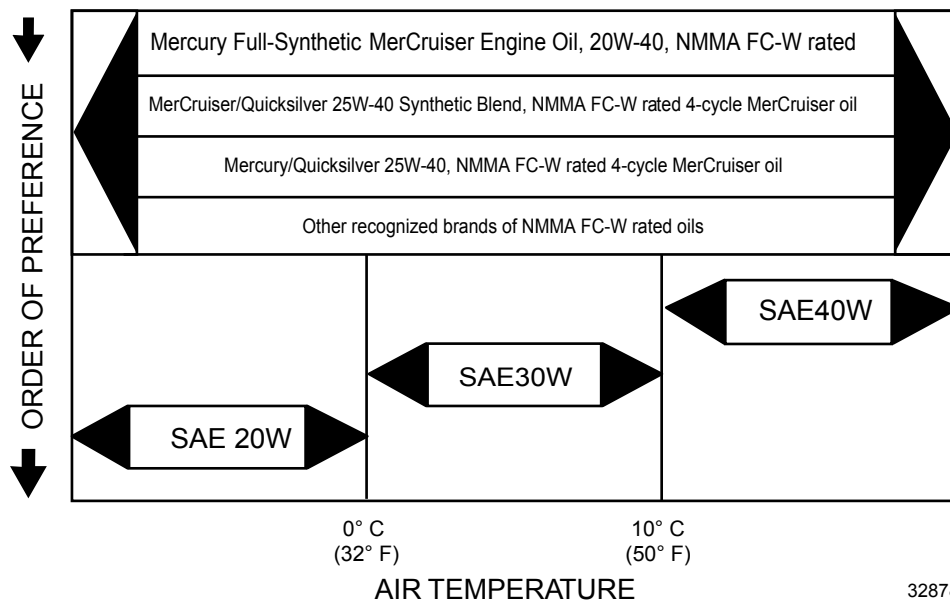 ORDER OF PREFERENCE
Mercury Full-Synthetic MerCruiser Engine Oil, 20W-40, NMMA FC-W rated
MerCruiser/Quicksilver 25W-40 Synthetic Blend, NMMA FC-W rated 4-cycle MerCruiser oil
Mercury/Quicksilver 25W-40, NMMA FC-W rated 4-cycle MerCruiser oil
Other recognized brands of NMMA FC-W rated oils
SAE40W
SAE30W
SAE 20W
0° C
(32° F)
10° C
(50° F)
AIR TEMPERATURE